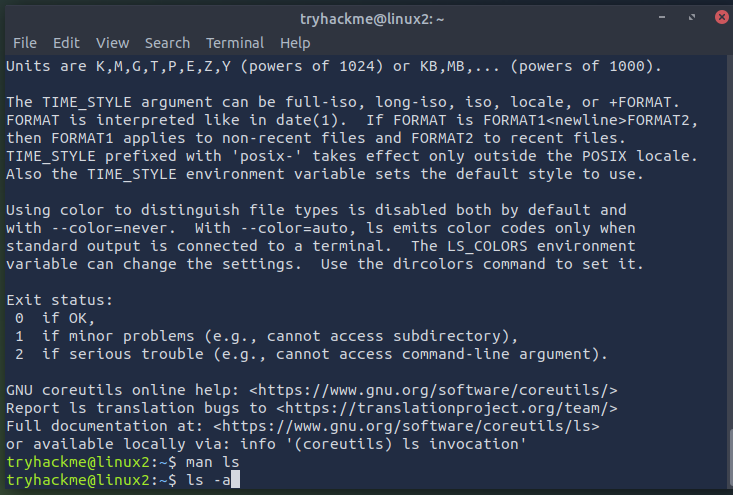 tryhackme@linux2: ~
File Edit View Search Terminal Help
Units are K,M,G,T,P,E,Z,Y (powers of 1024) or KB,MB,... (powers of 1000).
The TIME_STYLE argument can be full-iso, long-iso, iso, locale, or +FORMAT.
FORMAT is interpreted like in date(1).  If FORMAT is FORMAT1<newline>FORMAT2,
then FORMAT1 applies to non-recent files and FORMAT2 to recent files.
TIME_STYLE prefixed with 'posix-' takes effect only outside the POSIX locale.
Also the TIME_STYLE environment variable sets the default style to use.
Using color to distinguish file types is disabled both by default and
with --color=never.  With --color=auto, ls emits color codes only when
standard output is connected to a terminal.  The LS_COLORS environment
variable can change the settings.  Use the dircolors command to set it.
Exit status:
 0  if OK,
 1  if minor problems (e.g., cannot access subdirectory),
 2  if serious trouble (e.g., cannot access command-line argument).
GNU coreutils online help: <https://www.gnu.org/software/coreutils/>
Report ls translation bugs to <https://translationproject.org/team/>
Full documentation at: <https://www.gnu.org/software/coreutils/ls>
or available locally via: info '(coreutils) ls invocation'
tryhackme@linux2:~$ man ls
tryhackme@linux2:~$ ls -a